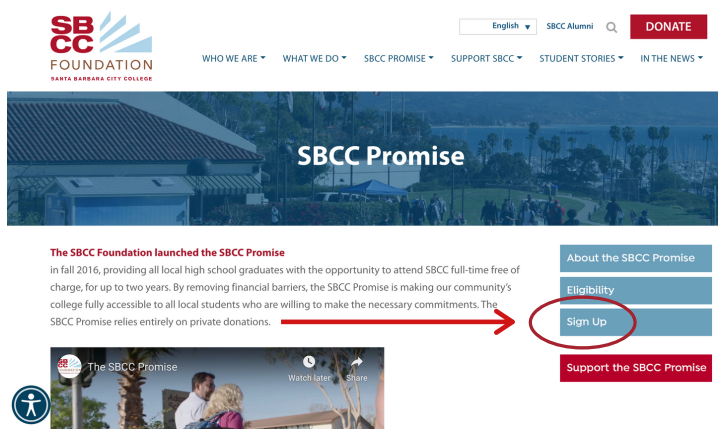 SB
CC
FOUNDATION
SANTA BARBARA CITY COLLEGE
English
SBCC Alumni
DONATE
WHO WE ARE
WHAT WE DO
SBCC PROMISE
SUPPORT SBCC
STUDENT STORIES
IN THE NEWS
SBCC Promise
The SBCC Foundation launched the SBCC Promise
in fall 2016, providing all local high school graduates with the opportunity to attend SBCC full-time free of
charge, for up to two years. By removing financial barriers, the SBCC Promise is making our community's
college fully accessible to all local students who are willing to make the necessary commitments. The
SBCC Promise relies entirely on private donations.
About the SBCC Promise
Eligibility
Sign Up
Support the SBCC Promise
The SBCC Promise
Watch later
Share